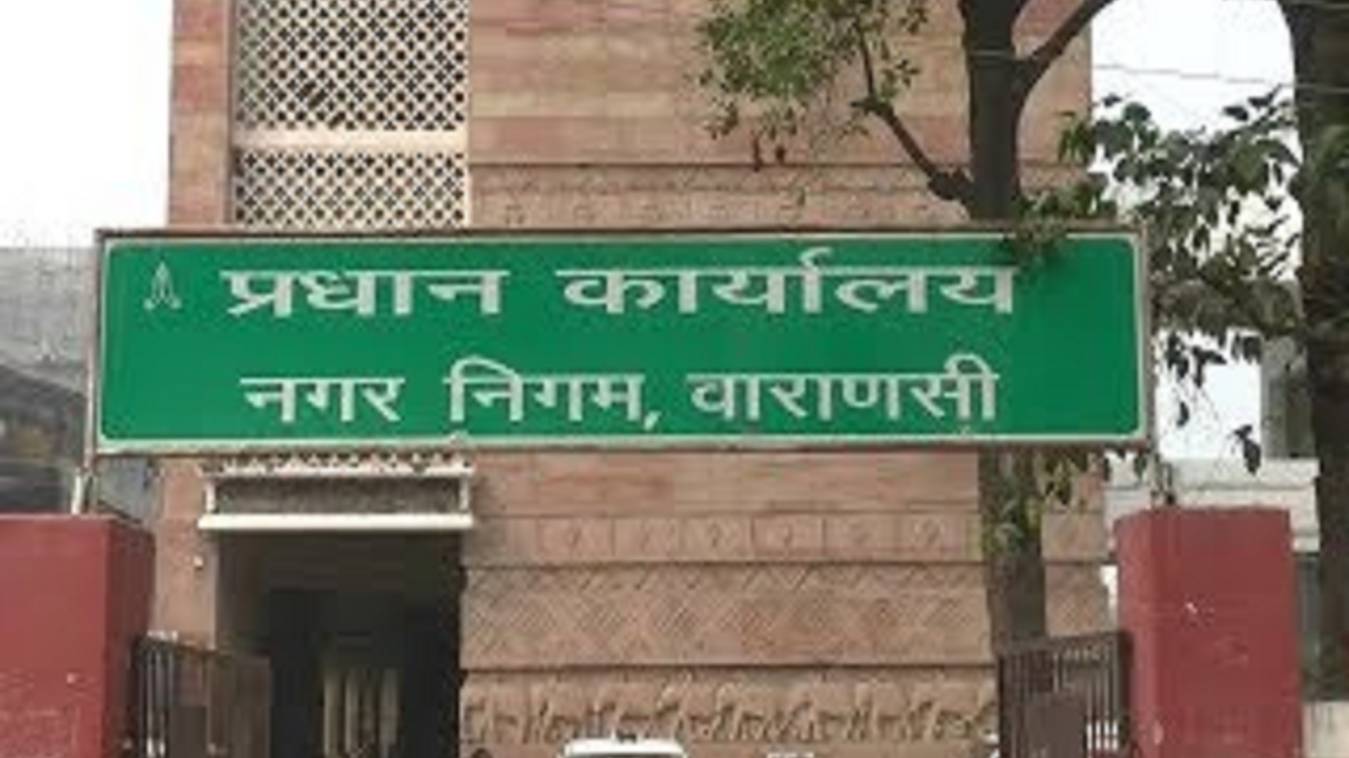 प्रधान कार्यालय
नगर निगम, वाराणसी